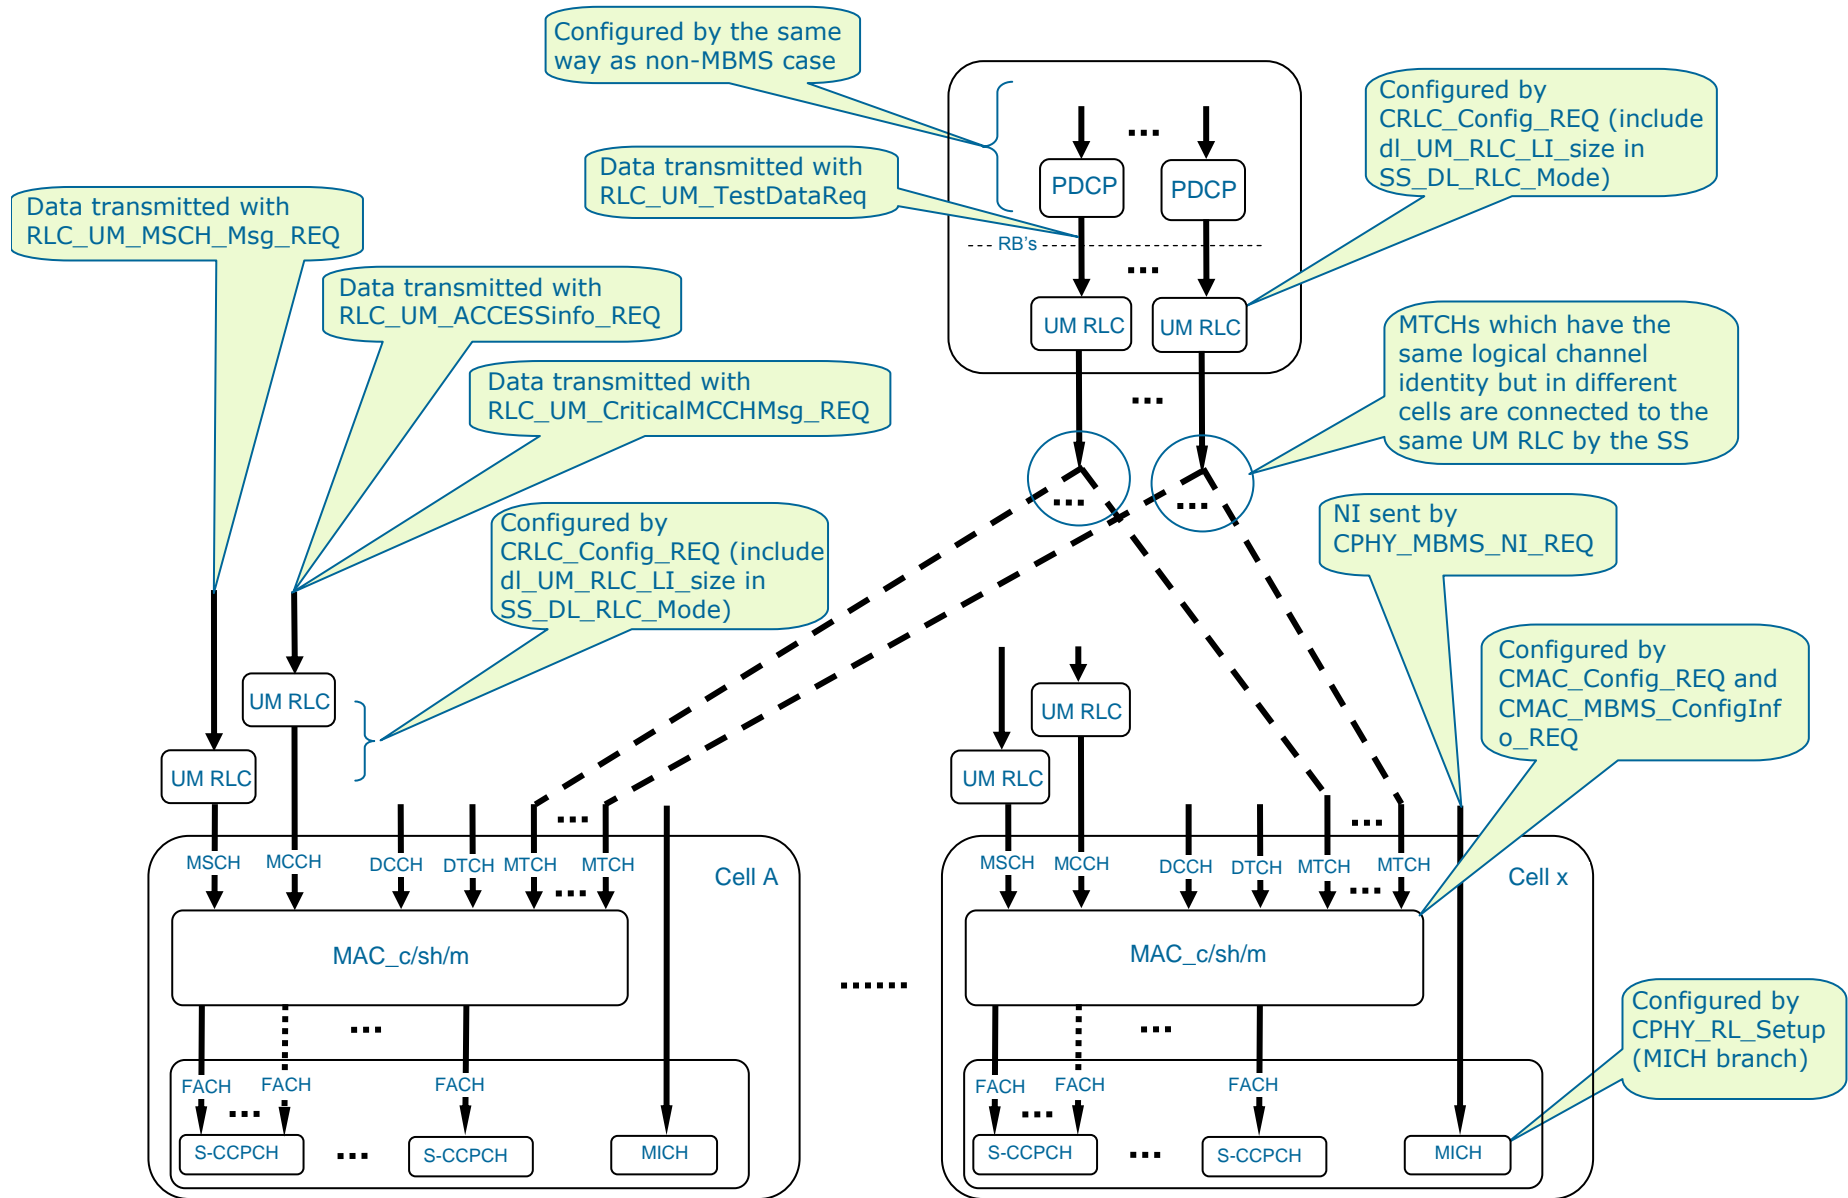 Configured by the same
way as non-MBMS case
Configured by
CRLC_Config_REQ (include
dl_UM_RLC_LI_size in
SS_DL_RLC_Mode)
Data transmitted with
RLC_UM_TestDataReq
PDCP
PDCP
Data transmitted with
RLC_UM_MSCH_Msg_REQ
RB's
Data transmitted with
RLC_UM_ACCESSinfo_REQ
UM RLC
UM RLC
MTCHs which have the
same logical channel
identity but in different
cells are connected to the
same UM RLC by the SS
Data transmitted with
RLC_UM_CriticalMCCHMsg_REQ
Configured by
CRLC_Config_REQ (include
dl_UM_RLC_LI_size in
SS_DL_RLC_Mode)
NI sent by
CPHY_MBMS_NI_REQ
Configured by
CMAC_Config_REQ and
CMAC_MBMS_ConfigInf
o_REQ
UM RLC
UM RLC
UM RLC
UM RLC
MSCH
MCCH
DCCH
DTCH
MTCH
MTCH
Cell A
MSCH
MCCH
DCCH
DTCH
MTCH
MTCH
Cell x
MAC_c/sh/m
MAC_c/sh/m
Configured by
CPHY_RL_Setup
(MICH branch)
FACH
FACH
FACH
FACH
FACH
FACH
S-CCPCH
S-CCPCH
MICH
S-CCPCH
S-CCPCH
MICH